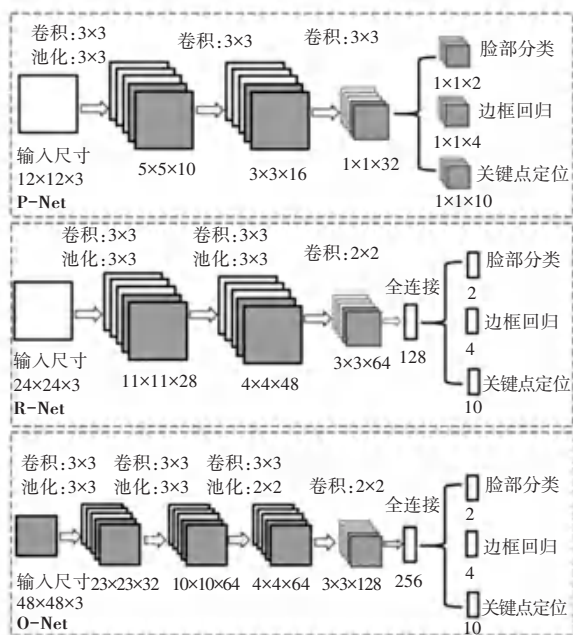 卷积:3×3 卷积:3×3 卷积:3×3
池化:3×3
脸部分类
1×1×2
边框回归
1×1×4
关键点定位
1×1×10
输入尺寸
12×12×3
5×5×10
3×3×16
1×1×32
P-Net
卷积:3×3 卷积:3×3 卷积:2×2
池化:3×3 池化:3×3
全连接
脸部分类
2
边框回归
4
关键点定位
10
输入尺寸
24×24×3
11×11×28
4×4×48
3×3×64
128
R-Net
卷积:3×3 卷积:3×3 卷积:3×3
池化:3×3 池化:3×3 池化:2×2 卷积:2×2
全连接
脸部分类
2
边框回归
4
关键点定位
10
输入尺寸
48×48×3
23×23×32
10×10×64
4×4×64
3×3×128
256
O-Net